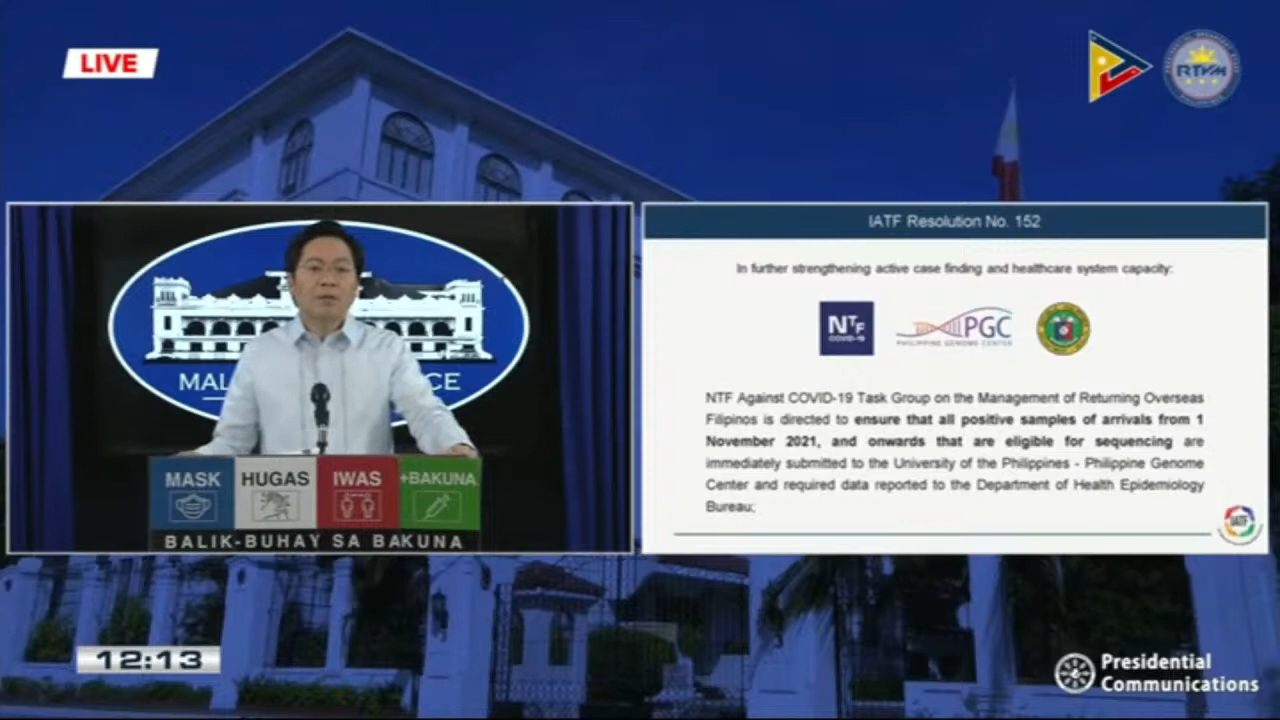 LIVE
RTVM
IATF Resolution No. 152
In further strengthening active case finding and healthcare system capacity:
NTF
COVID-19
PGC
PHILIPPINE GENOME CENTER
NTF Against COVID-19 Task Group on the Management of Returning Overseas
Filipinos is directed to ensure that all positive samples of arrivals from 1
November 2021, and onwards that are eligible for sequencing are
immediately submitted to the University of the Philippines - Philippine Genome
Center and required data reported to the Department of Health Epidemiology
Bureau;
IATF
MAL CE
MASK HUGAS IWAS +BAKUNA
BALIK-BUHAY SA BAKUNA
12:13
Presidential
Communications